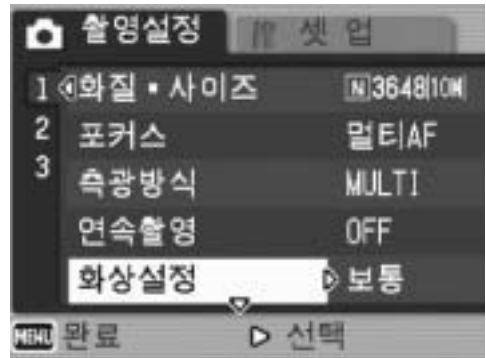 촬영설정 셋업
1 화질・사이즈 N 3648 10M
2 포커스 멀티AF
3 측광방식 MULTI
연속촬영 OFF
화상설정 보통
MENU 완료 선택